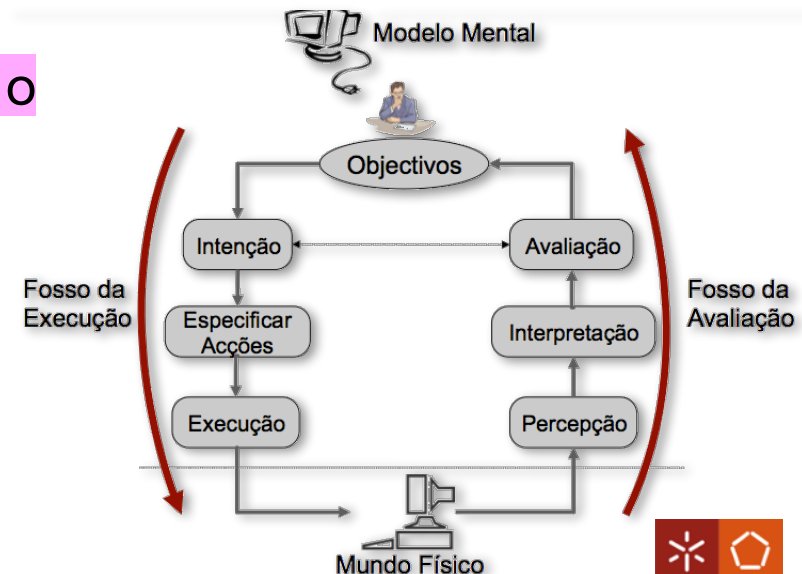 Modelo Mental
o
Objectivos
Intenção
Avaliação
Fosso da
Execução
Fosso da
Avaliação
Especificar
Acções
Interpretação
Execução
Percepção
Mundo Físico